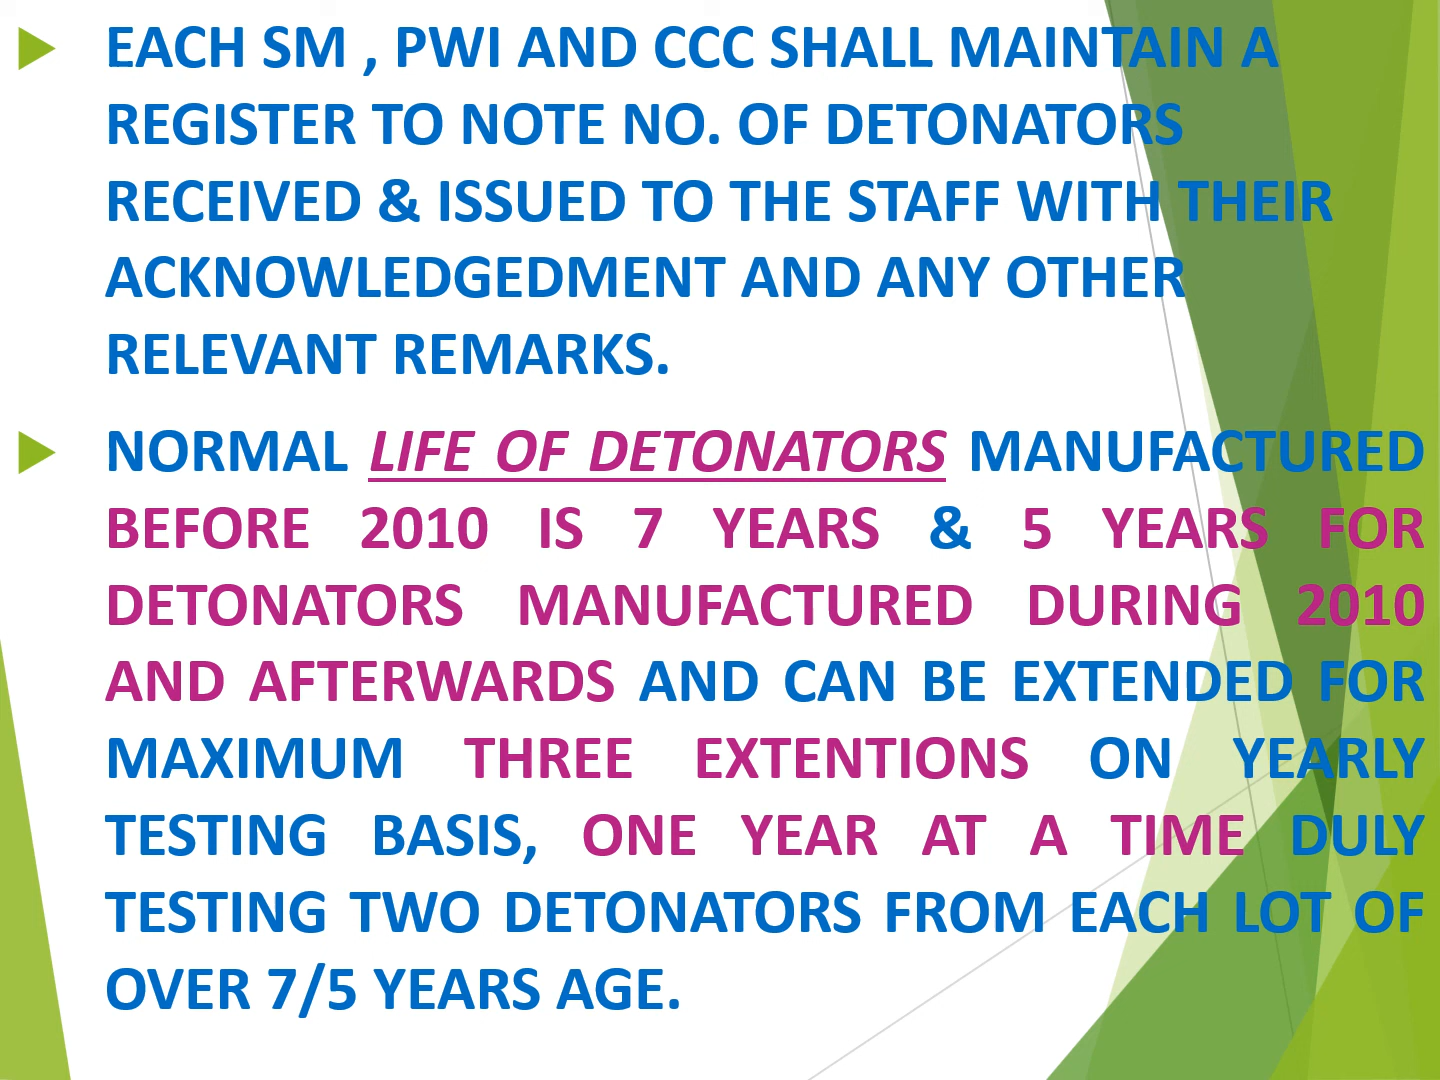 EACH SM , PWI AND CCC SHALL MAINTAIN A
REGISTER TO NOTE NO. OF DETONATORS
RECEIVED & ISSUED TO THE STAFF WITH THEIR
ACKNOWLEDGEDMENT AND ANY OTHER
RELEVANT REMARKS.
NORMAL LIFE OF DETONATORS MANUFACTURED
BEFORE 2010 IS 7 YEARS & 5 YEARS FOR
DETONATORS MANUFACTURED DURING 2010
AND AFTERWARDS AND CAN BE EXTENDED FOR
MAXIMUM THREE EXTENTIONS ON YEARLY
TESTING BASIS, ONE YEAR AT A TIME DULY
TESTING TWO DETONATORS FROM EACH LOT OF
OVER 7/5 YEARS AGE.